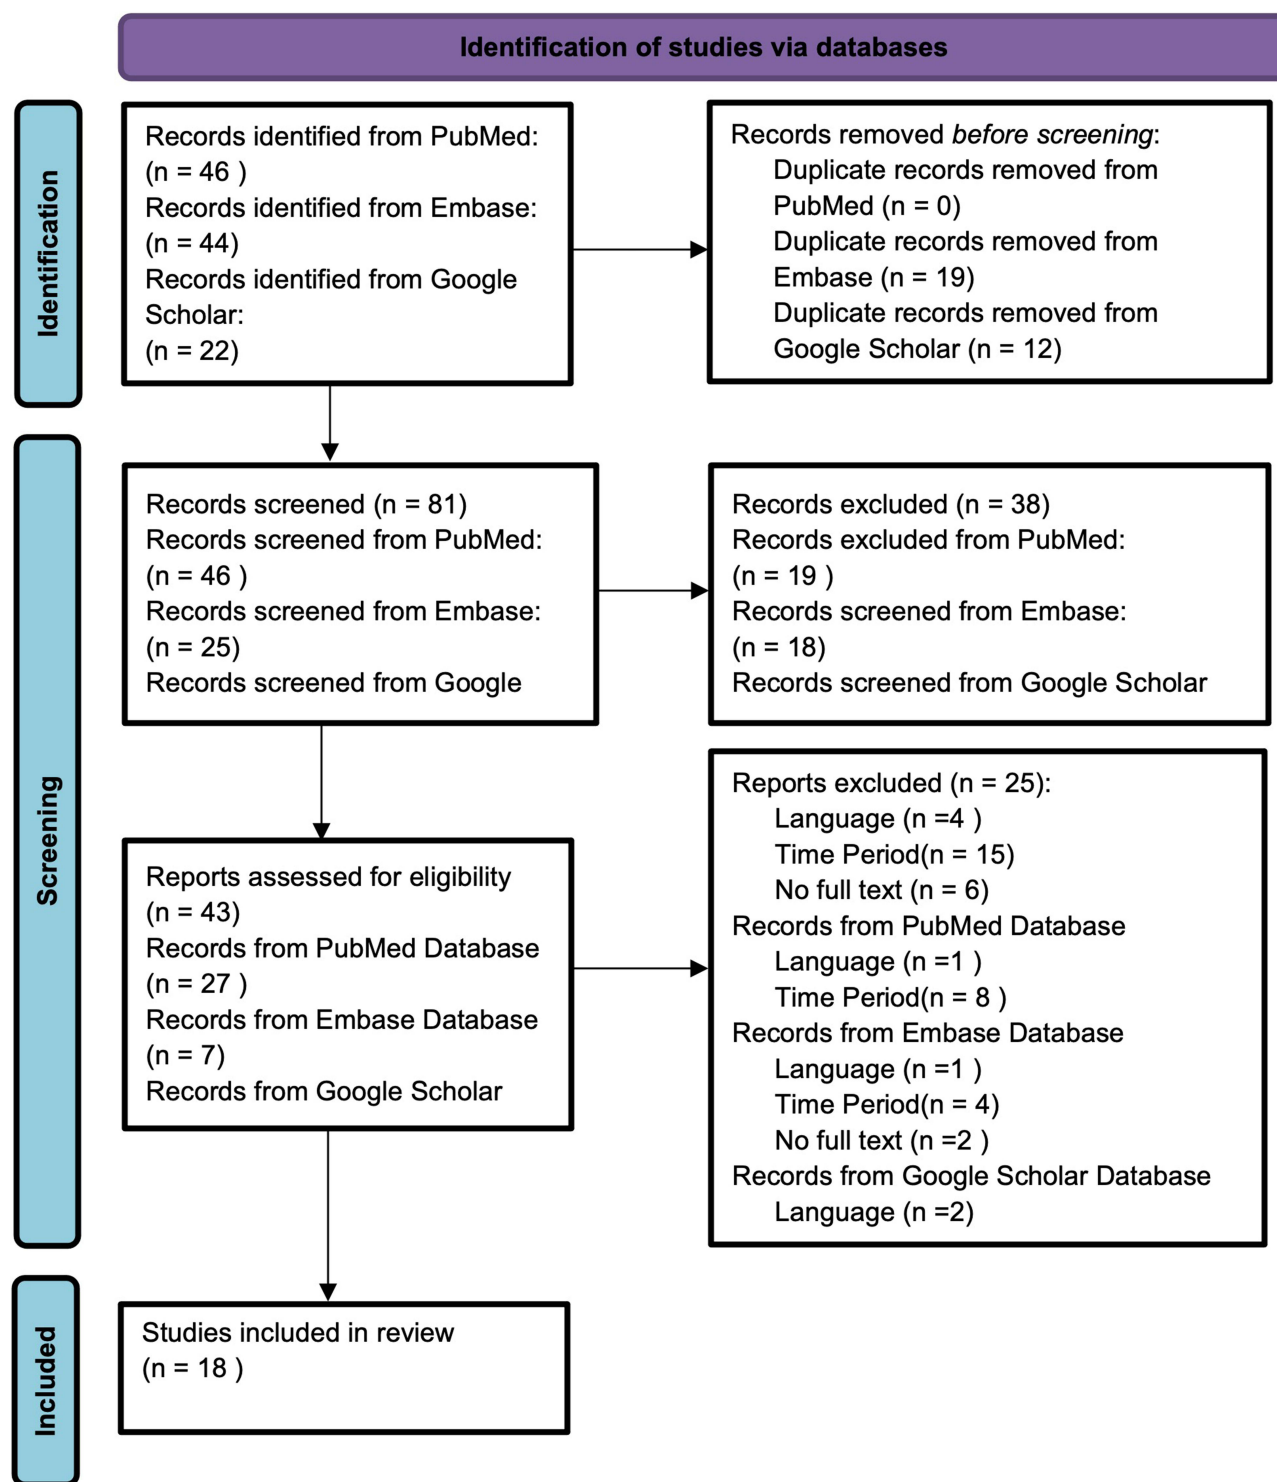 Identification of studies via databases
Identification
Records identified from PubMed:
(n = 46 )
Records identified from Embase:
(n = 44)
Records identified from Google
Scholar:
(n = 22)
Records removed before screening:
Duplicate records removed from
PubMed (n = 0)
Duplicate records removed from
Embase (n = 19)
Duplicate records removed from
Google Scholar (n = 12)
Screening
Records screened (n = 81)
Records screened from PubMed:
(n = 46 )
Records screened from Embase:
(n = 25)
Records screened from Google
Records excluded (n = 38)
Records excluded from PubMed:
(n = 19 )
Records screened from Embase:
(n = 18)
Records screened from Google Scholar
Reports assessed for eligibility
(n = 43)
Records from PubMed Database
(n = 27 )
Records from Embase Database
(n = 7)
Records from Google Scholar
Reports excluded (n = 25):
Language (n =4 )
Time Period(n = 15)
No full text (n = 6)
Records from PubMed Database
Language (n =1 )
Time Period(n = 8 )
Records from Embase Database
Language (n =1 )
Time Period(n = 4)
No full text (n =2 )
Records from Google Scholar Database
Language (n =2)
Included
Studies included in review
(n = 18 )